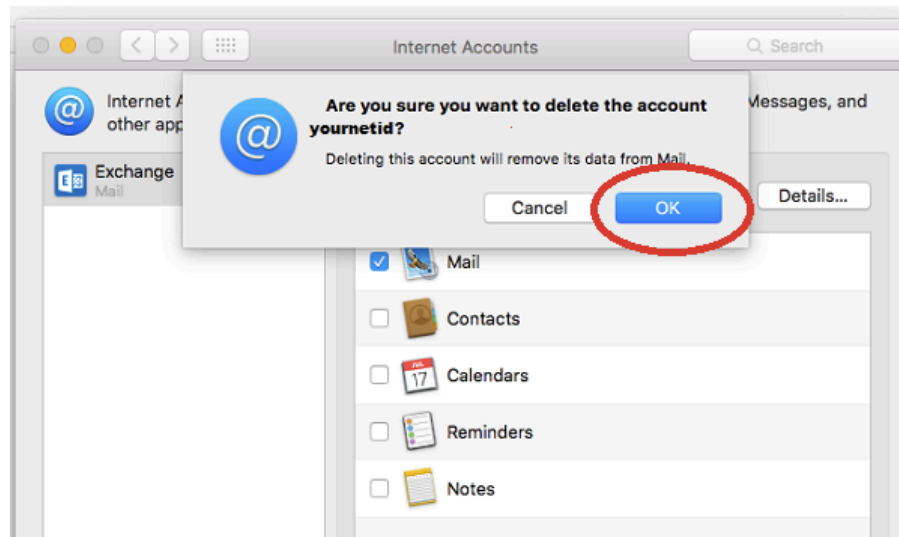 Internet Accounts
Search
Internet A
other app
Messages, and
Are you sure you want to delete the account
yournetid?
Deleting this account will remove its data from Mail.
Cancel
OK
Exchange
Mail
Details...
Mail
Contacts
JUL
17
Calendars
Reminders
Notes